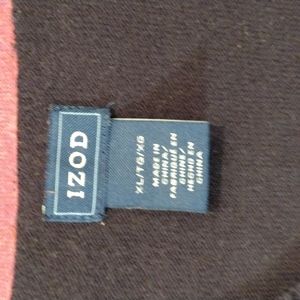 IZOD
XL/TG/XG
MADE IN
CHINA/
FABRIQUÉ EN
CHINE/
HECHO EN
CHINA